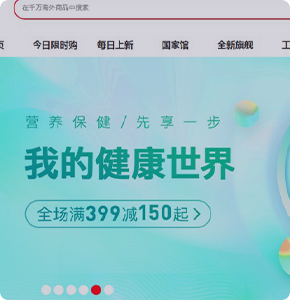 在千万海外商品中搜索
页 今日限时购 每日上新 国家馆 全新旗舰 工
营养保健/先享一步
我的健康世界
全场满399减150起>